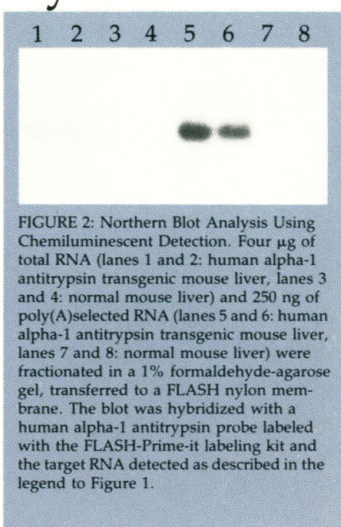 1 2 3 4 5 6 7 8
FIGURE 2: Northern Blot Analysis Using
Chemiluminescent Detection. Four µg of
total RNA (lanes 1 and 2: human alpha-1
antitrypsin transgenic mouse liver, lanes 3
and 4: normal mouse liver) and 250 ng of
poly(A)selected RNA (lanes 5 and 6: human
alpha-1 antitrypsin transgenic mouse liver,
lanes 7 and 8: normal mouse liver) were
fractionated in a 1% formaldehyde-agarose
gel, transferred to a FLASH nylon mem-
brane. The blot was hybridized with a
human alpha-1 antitrypsin probe labeled
with the FLASH-Prime-it labeling kit and
the target RNA detected as described in the
legend to Figure 1.